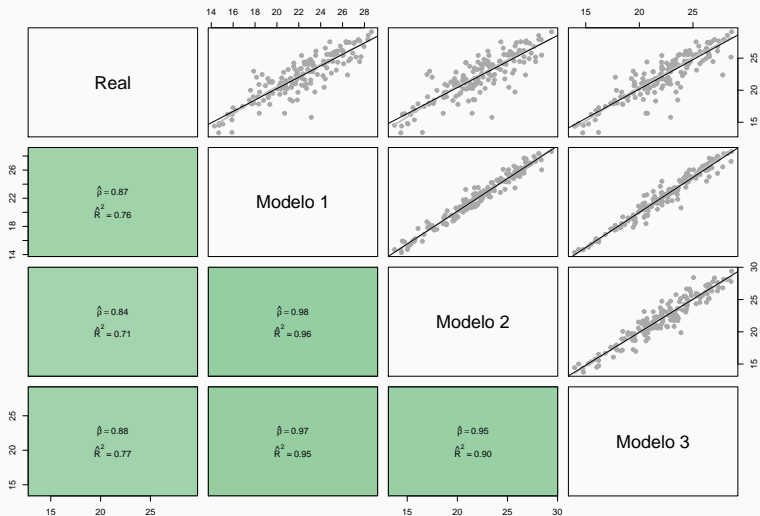 14 16 18 20 22 24 26 28
15 20 25
Real
15 20 25
14 18 22 26
ρ̂ = 0.87
R̂² = 0.76
Modelo 1
ρ̂ = 0.84
R̂² = 0.71
ρ̂ = 0.98
R̂² = 0.96
Modelo 2
15 20 25 30
15 20 25
ρ̂ = 0.88
R̂² = 0.77
ρ̂ = 0.97
R̂² = 0.95
ρ̂ = 0.95
R̂² = 0.90
Modelo 3
15 20 25
15 20 25 30